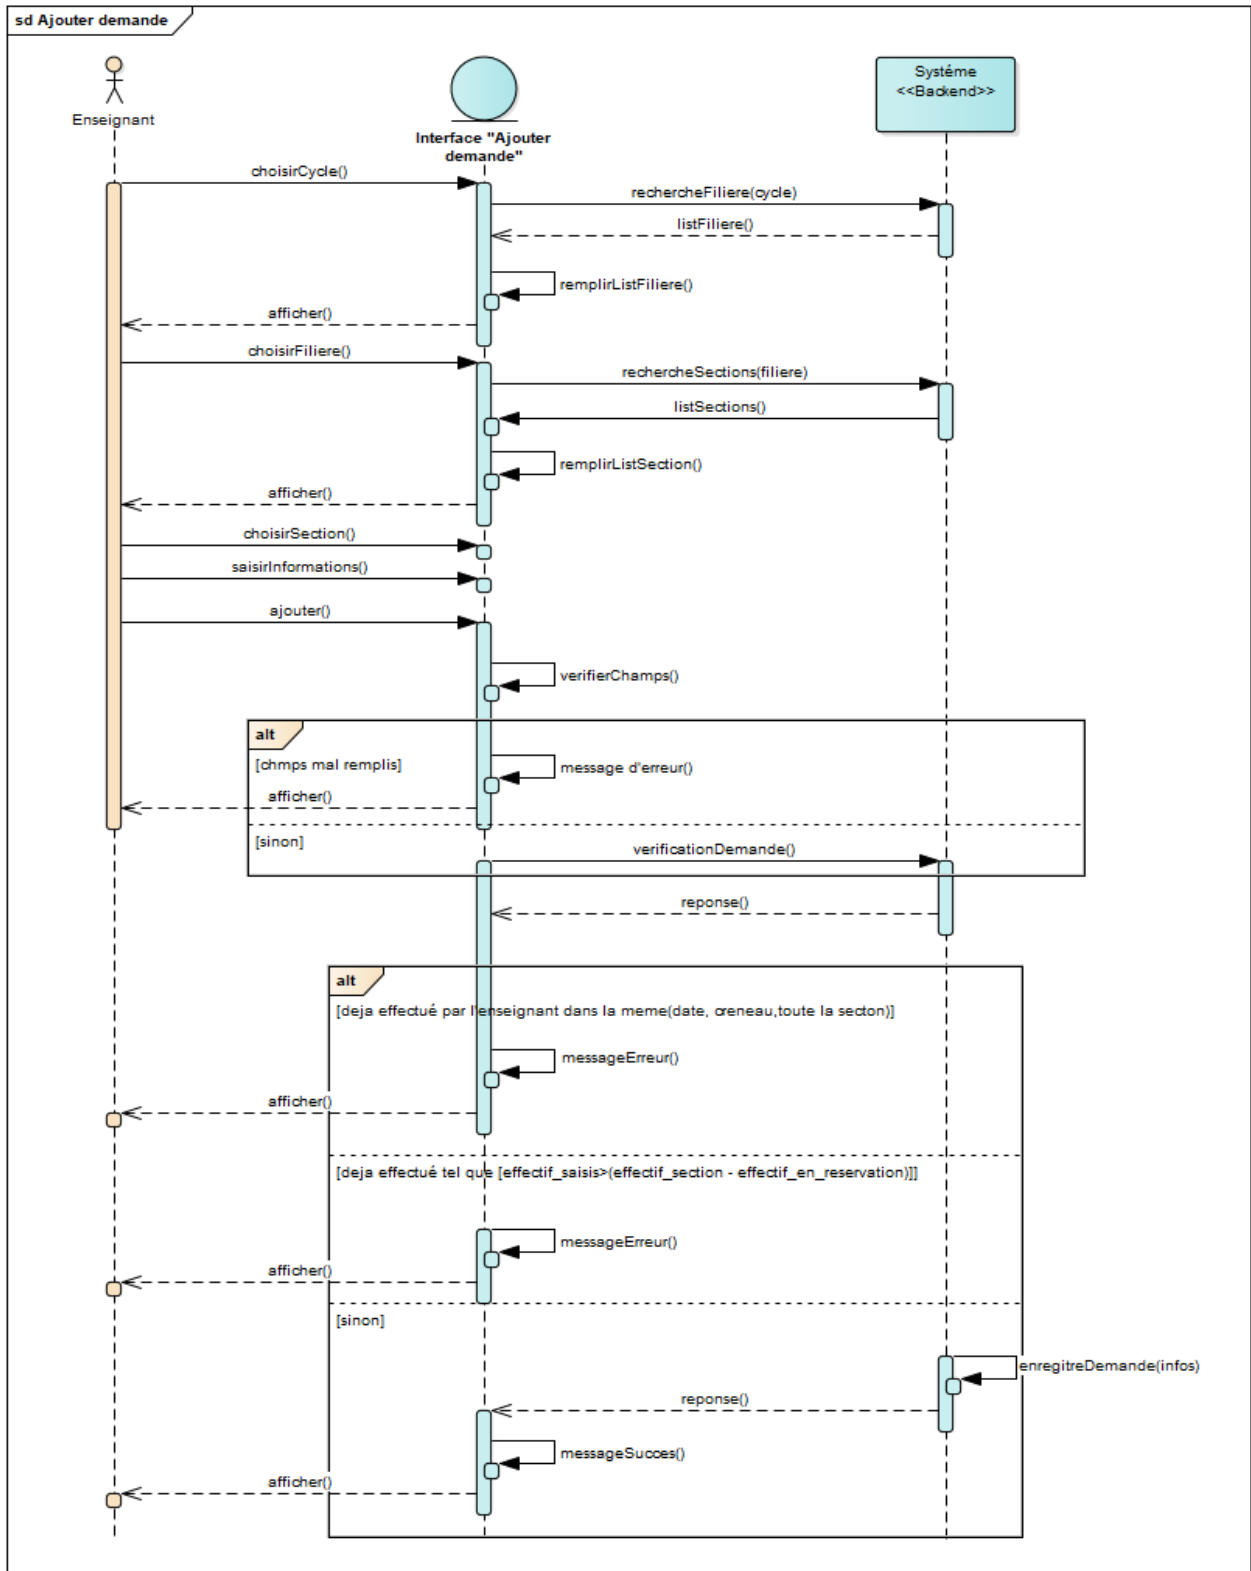 sd Ajouter demande
Enseignant
Interface "Ajouter
demande"
Systéme
<<Backend>>
choisirCycle()
rechercheFiliere(cycle)
listFiliere()
remplirListFiliere()
afficher()
choisirFiliere()
rechercheSections(filiere)
listSections()
remplirListSection()
afficher()
choisirSection()
saisirInformations()
ajouter()
verifierChamps()
alt
[chmps mal remplis]
message d'erreur()
afficher()
[sinon]
verificationDemande()
reponse()
alt
[deja effectué par l'enseignant dans la meme(date, creneau,toute la secton)]
messageErreur()
afficher()
[deja effectué tel que [effectif_saisis>(effectif_section - effectif_en_reservation)]]
messageErreur()
afficher()
[sinon]
enregitreDemande(infos)
reponse()
messageSucces()
afficher()